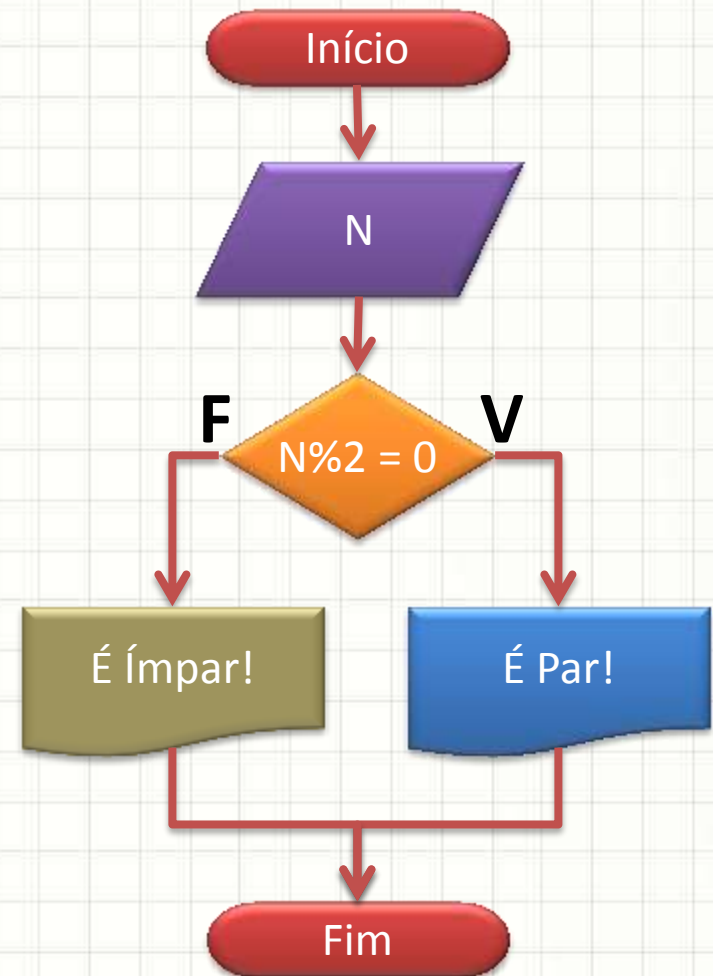 Início
N
F
V
N%2 = 0
É Ímpar!
É Par!
Fim